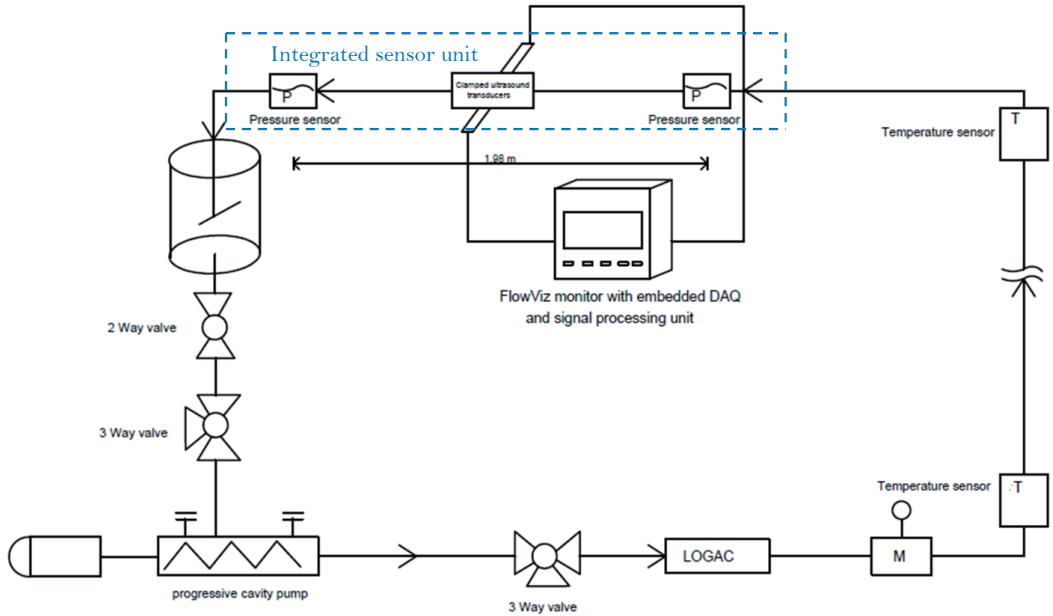 Integrated sensor unit
P
Pressure sensor
Clamped ultrasound
transducers
P
Pressure sensor
T
Temperature sensor
1.98 m
FlowViz monitor with embedded DAQ
and signal processing unit
2 Way valve
3 Way valve
Temperature sensor
T
LOGAC
M
progressive cavity pump
3 Way valve